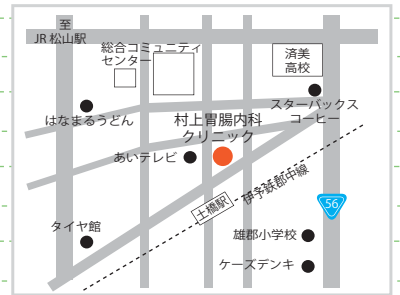 至
JR 松山駅
総合コミュニティ
センター
済美
高校
スターバックス
コーヒー
はなまるうどん
村上胃腸内科
クリニック
あいテレビ
伊予鉄郡中線
土橋駅
56
タイヤ館
雄郡小学校
ケーズデンキ